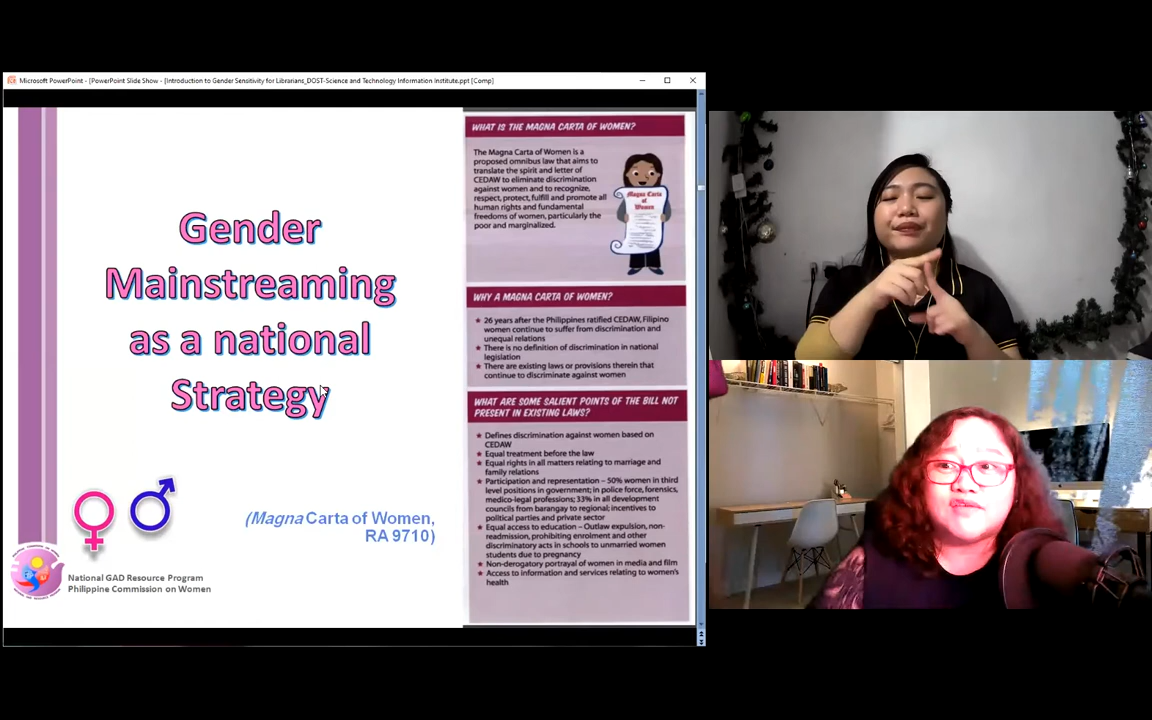 Microsoft PowerPoint - [PowerPoint Slide Show - [Introduction to Gender Sensitivity for Librarians_DOST-Science and Technology Information Institute.ppt [Comp]
Gender
Mainstreaming
as a national
Strategy
(Magna Carta of Women,
RA 9710)
National GAD Resource Program
Philippine Commission on Women
WHAT IS THE MAGNA CARTA OF WOMEN?
The Magna Carta of Women is a
proposed omnibus law that aims to
translate the spirit and letter of
CEDAW to eliminate discrimination
against women and to recognize,
respect, protect, fulfill and promote all
human rights and fundamental
freedoms of women, particularly the
poor and marginalized.
Magna Carta
of
Women
WHY A MAGNA CARTA OF WOMEN?
★ 26 years after the Philippines ratified CEDAW, Filipino
women continue to suffer from discrimination and
unequal relations
★ There is no definition of discrimination in national
legislation
★ There are existing laws or provisions therein that
continue to discriminate against women
WHAT ARE SOME SALIENT POINTS OF THE BILL NOT
PRESENT IN EXISTING LAWS?
★ Defines discrimination against women based on
CEDAW
★ Equal treatment before the law
★ Equal rights in all matters relating to marriage and
family relations
★ Participation and representation – 50% women in third
level positions in government; in police force, forensics,
medico-legal professions; 33% in all development
councils from barangay to regional; incentives to
political parties and private sector
★ Equal access to education – Outlaw expulsion, non-
readmission, prohibiting enrolment and other
discriminatory acts in schools to unmarried women
students due to pregnancy
★ Non-derogatory portrayal of women in media and film
★ Access to information and services relating to women's
health